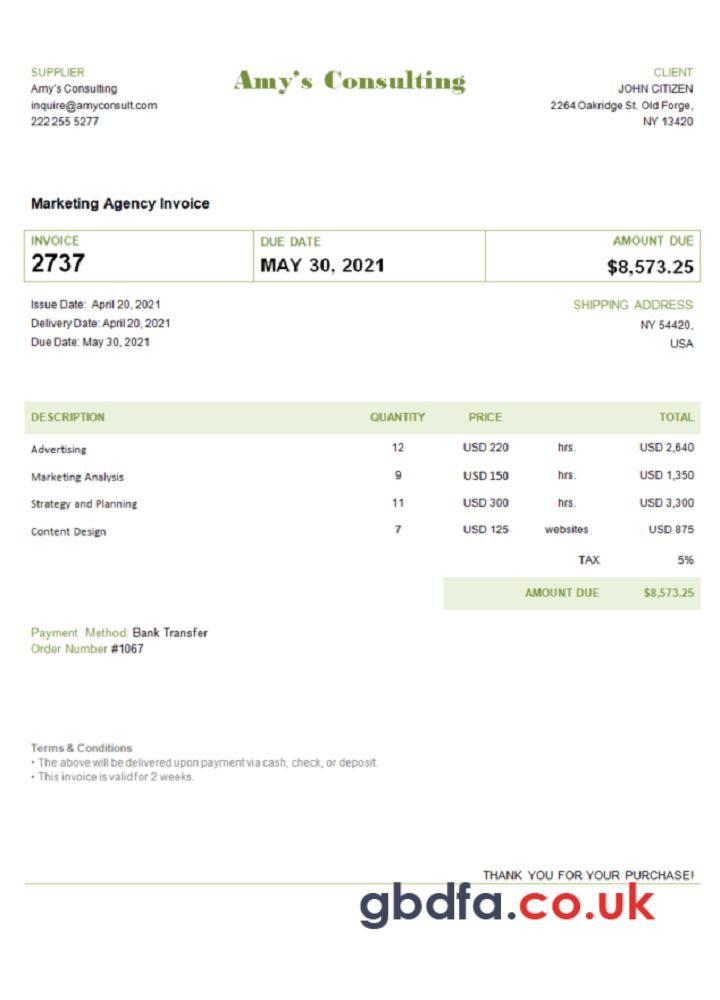 SUPPLIER
Amy's Consulting
inquire@amyconsult.com
222 255 5277
Amy's Consulting
CLIENT
JOHN CITIZEN
2264 Oakridge St. Old Forge,
NY 13420
Marketing Agency Invoice
INVOICE
2737
DUE DATE
MAY 30, 2021
AMOUNT DUE
$8,573.25
Issue Date: April 20, 2021
Delivery Date: April 20, 2021
Due Date: May 30, 2021
SHIPPING ADDRESS
NY 54420,
USA
DESCRIPTION QUANTITY PRICE TOTAL
Advertising 12 USD 220 hrs. USD 2,640
Marketing Analysis 9 USD 150 hrs. USD 1,350
Strategy and Planning 11 USD 300 hrs. USD 3,300
Content Design 7 USD 125 websites USD 875
TAX 5%
AMOUNT DUE $8,573.25
Payment Method: Bank Transfer
Order Number #1067
Terms & Conditions
• The above will be delivered upon payment via cash, check, or deposit.
• This invoice is valid for 2 weeks.
THANK YOU FOR YOUR PURCHASE!
gbdfa.co.uk